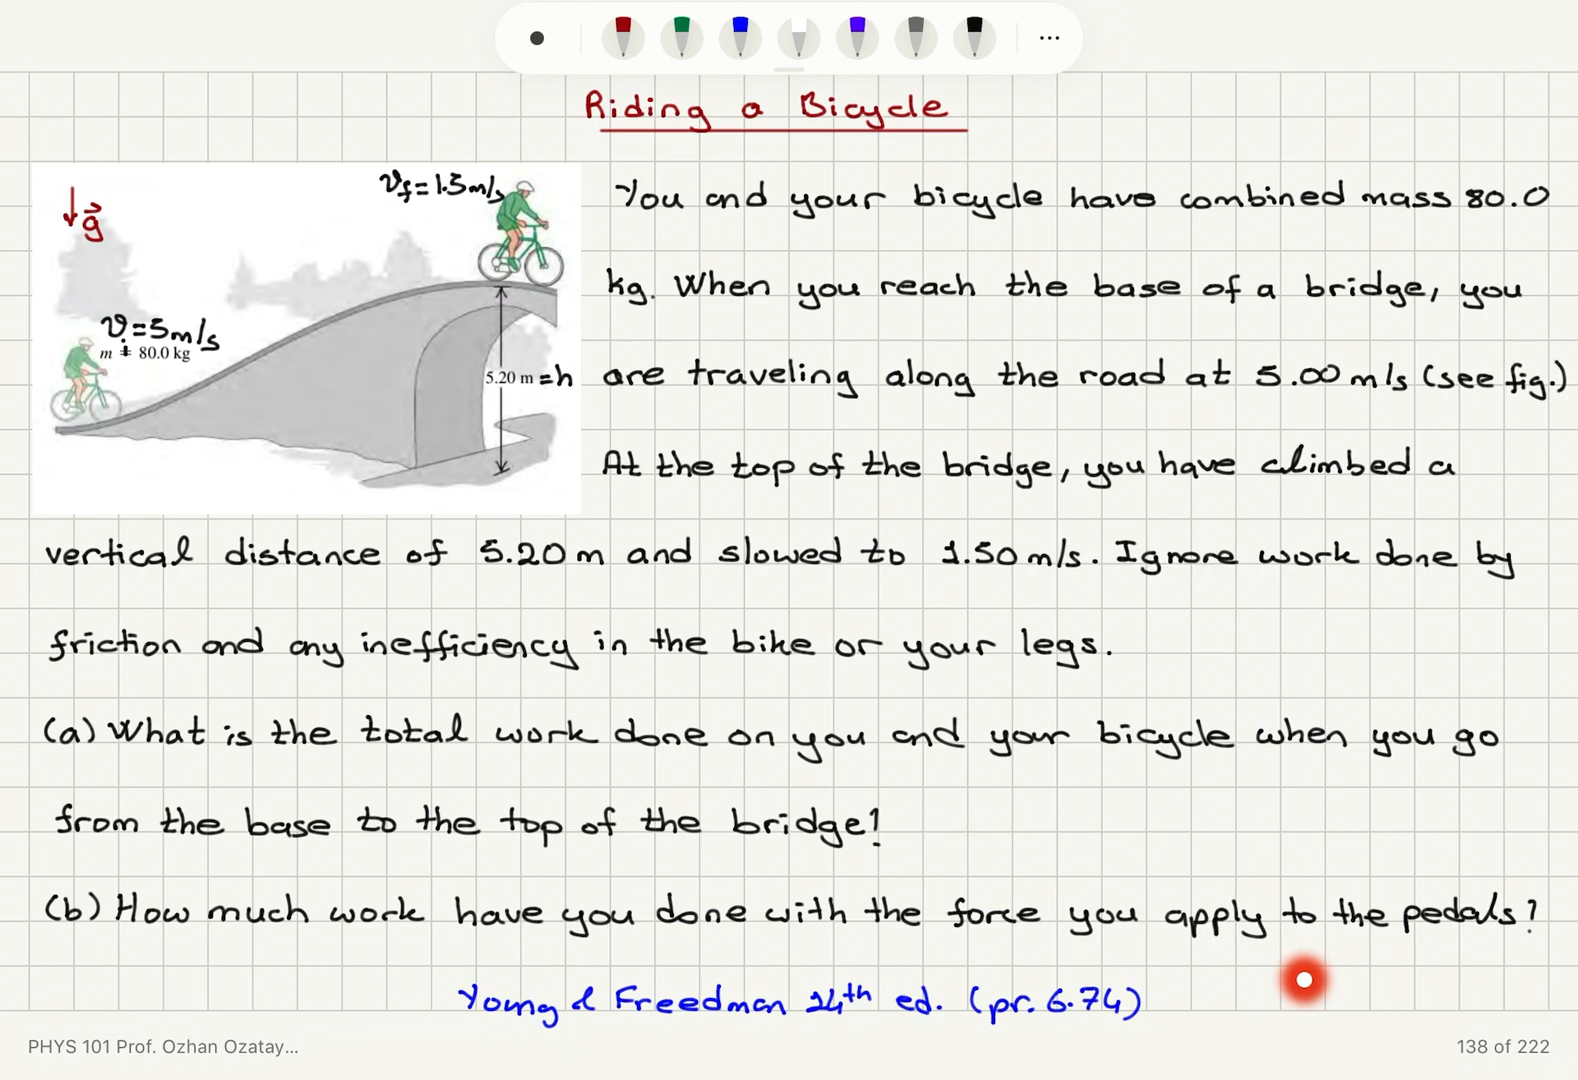 Riding a Bicycle
g
v_f = 1.5 m/s
v_i = 5 m/s
m = 80.0 kg
5.20 m = h
You and your bicycle have combined mass 80.0
kg. When you reach the base of a bridge, you
are traveling along the road at 5.00 m/s (see fig.)
At the top of the bridge, you have climbed a
vertical distance of 5.20 m and slowed to 1.50 m/s. Ignore work done by
friction and any inefficiency in the bike or your legs.
(a) What is the total work done on you and your bicycle when you go
from the base to the top of the bridge?
(b) How much work have you done with the force you apply to the pedals?
Young & Freedman 14th ed. (pr. 6.74)
PHYS 101 Prof. Ozhan Ozatay...
138 of 222